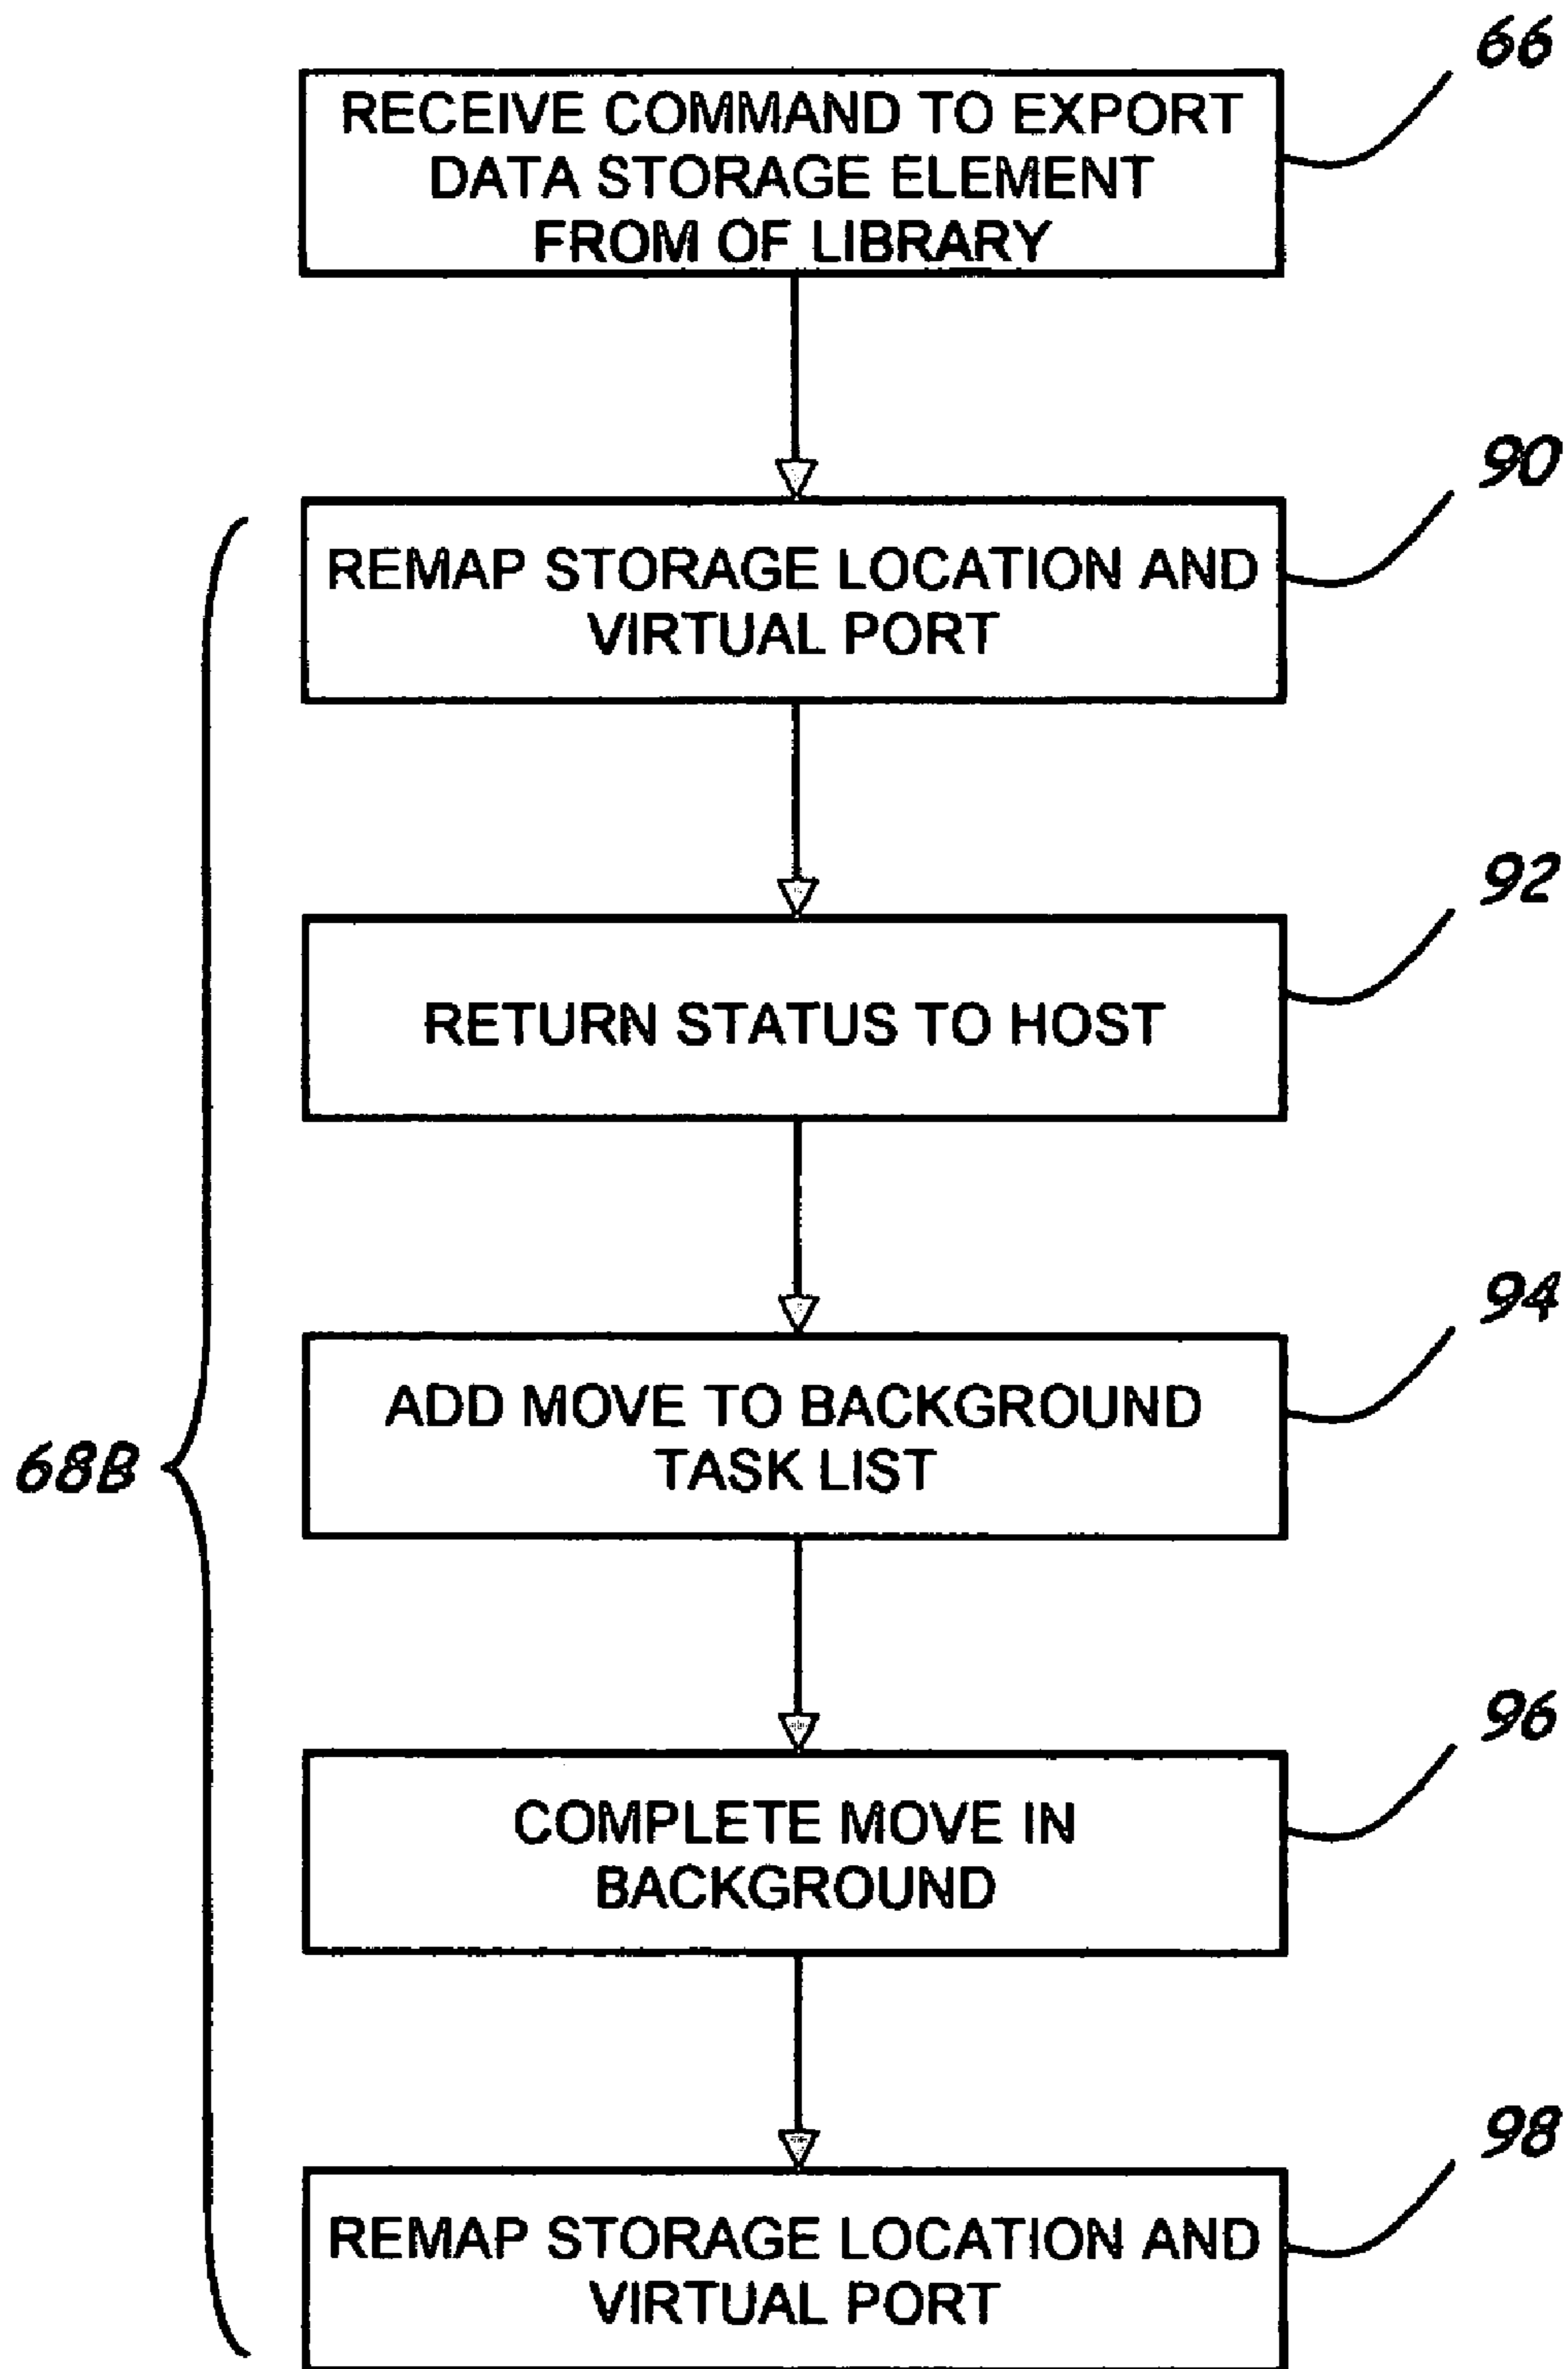 66
RECEIVE COMMAND TO EXPORT
DATA STORAGE ELEMENT
FROM OF LIBRARY
90
REMAP STORAGE LOCATION AND
VIRTUAL PORT
92
RETURN STATUS TO HOST
94
ADD MOVE TO BACKGROUND
TASK LIST
68B
96
COMPLETE MOVE IN
BACKGROUND
98
REMAP STORAGE LOCATION AND
VIRTUAL PORT